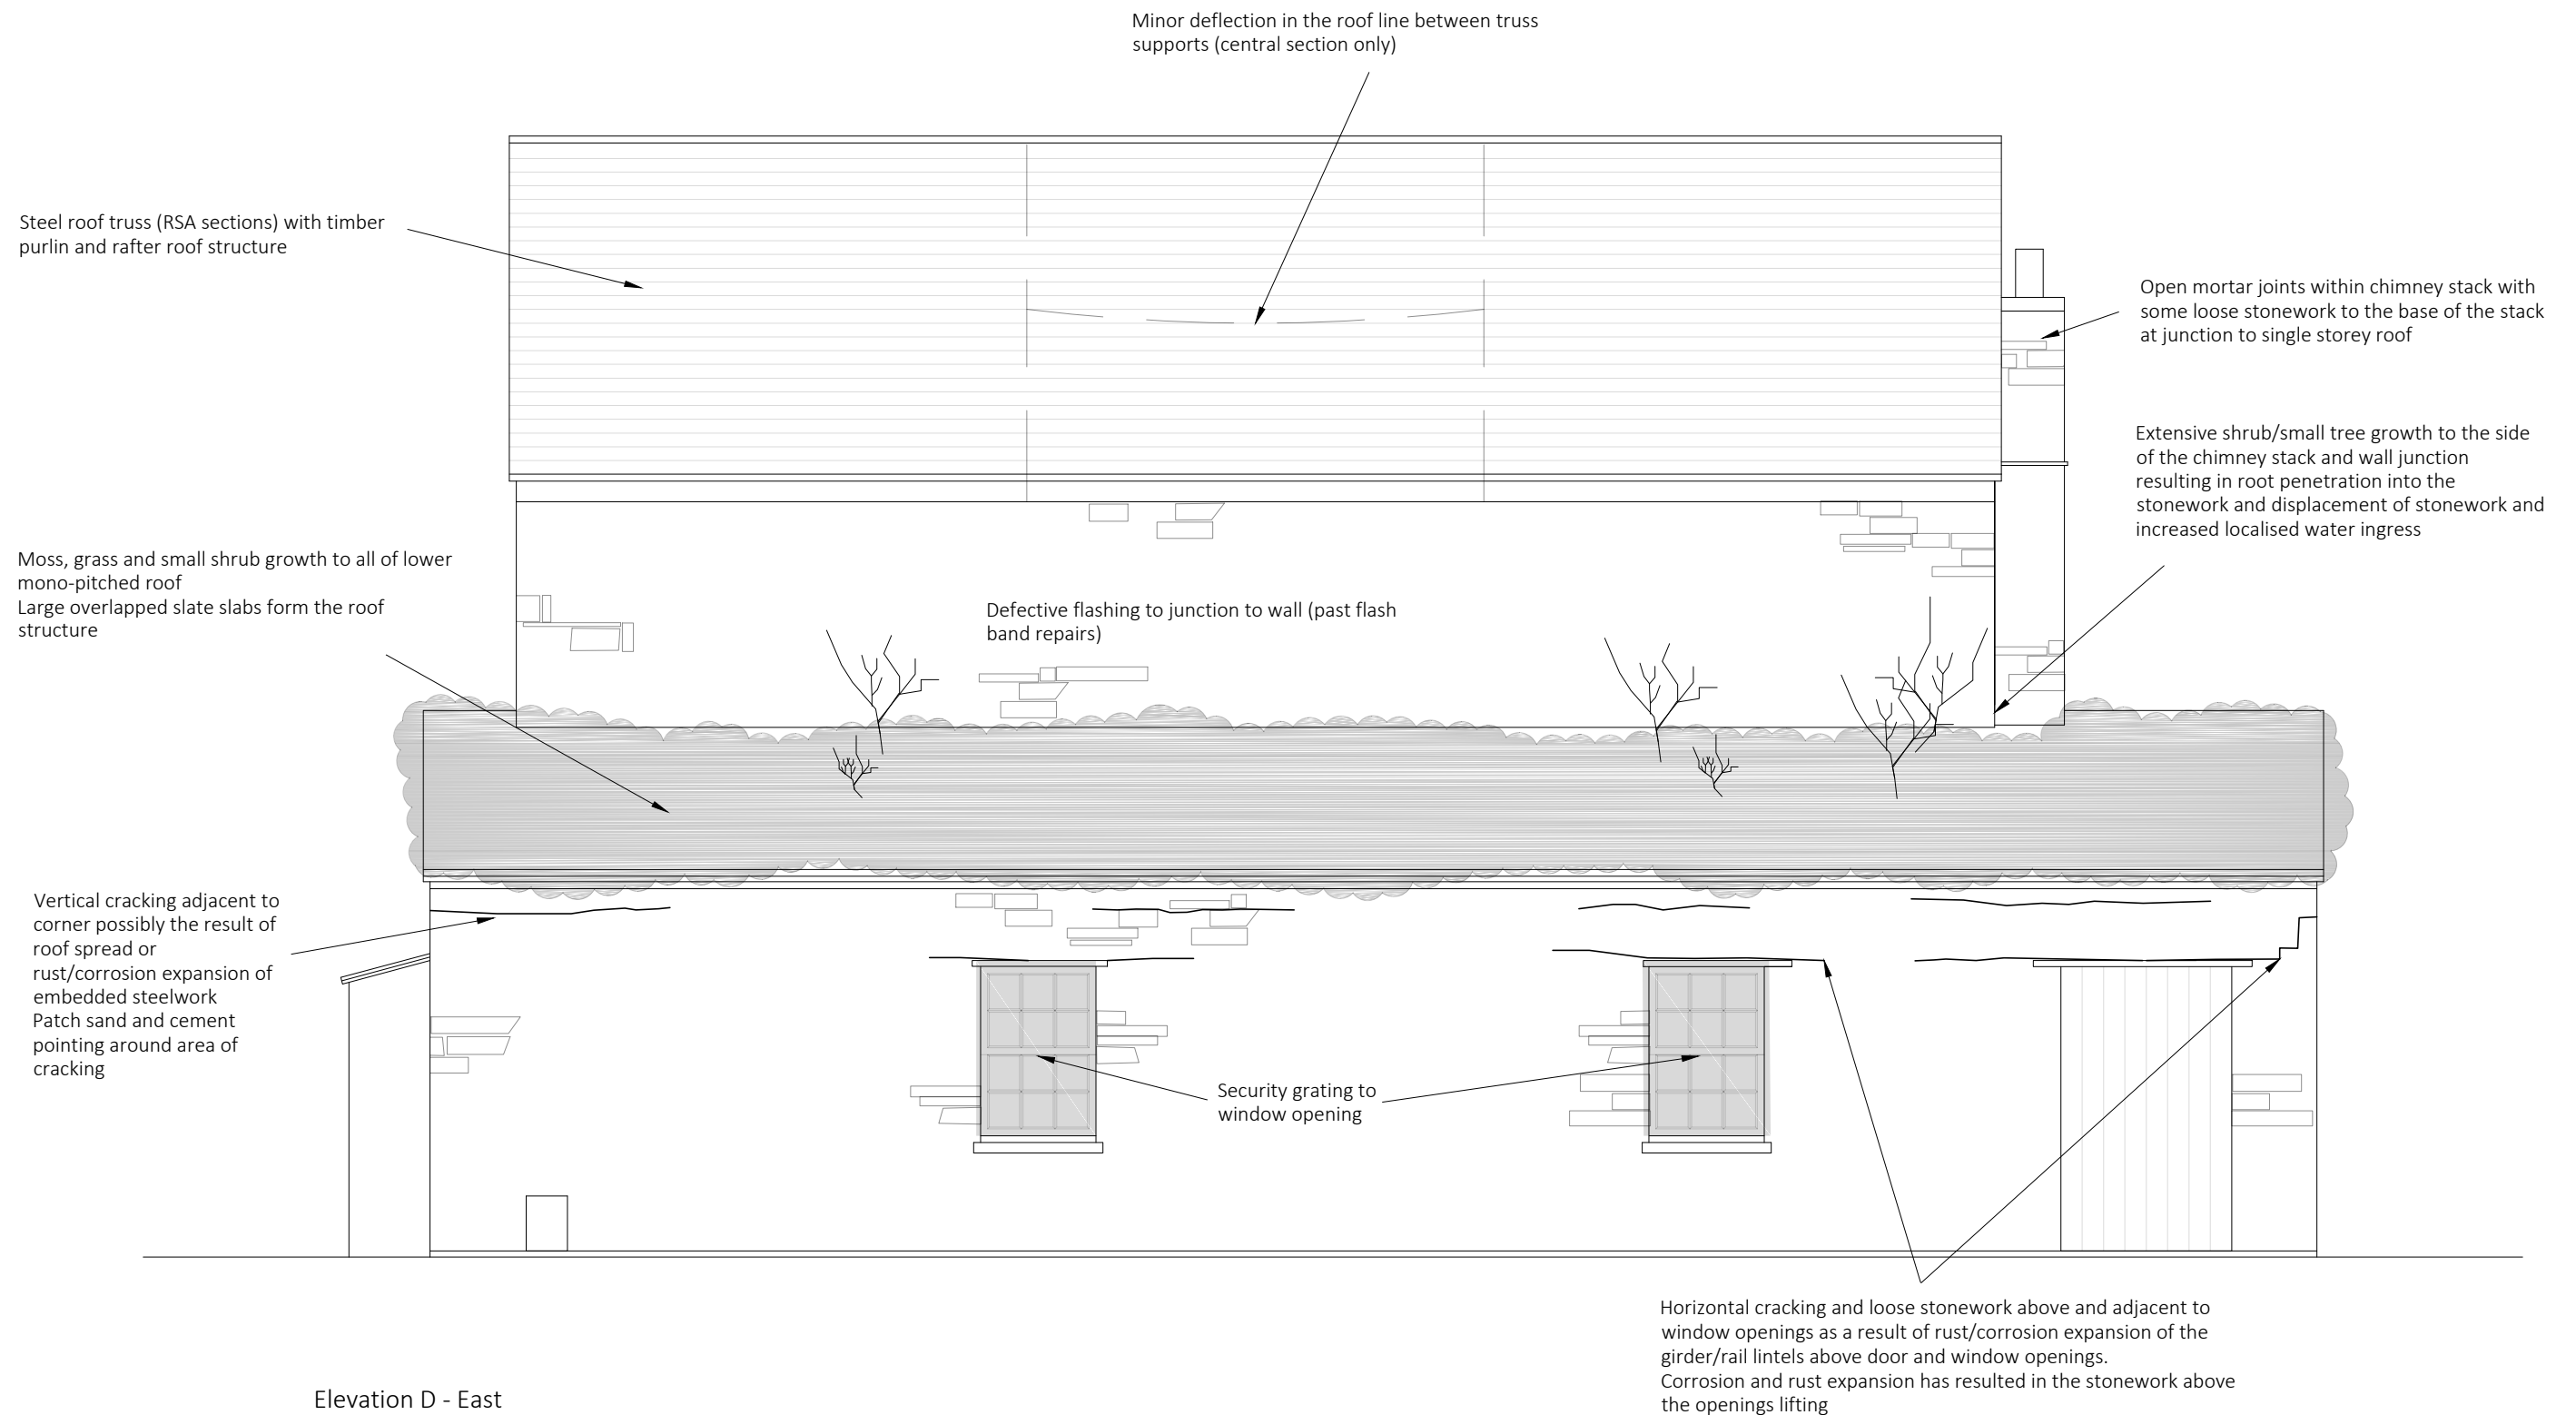 Minor deflection in the roof line between truss
supports (central section only)
Steel roof truss (RSA sections) with timber
purlin and rafter roof structure
Open mortar joints within chimney stack with
some loose stonework to the base of the stack
at junction to single storey roof
Extensive shrub/small tree growth to the side
of the chimney stack and wall junction
resulting in root penetration into the
stonework and displacement of stonework and
increased localised water ingress
Moss, grass and small shrub growth to all of lower
mono-pitched roof
Large overlapped slate slabs form the roof
structure
Defective flashing to junction to wall (past flash
band repairs)
Vertical cracking adjacent to
corner possibly the result of
roof spread or
rust/corrosion expansion of
embedded steelwork
Patch sand and cement
pointing around area of
cracking
Security grating to
window opening
Horizontal cracking and loose stonework above and adjacent to
window openings as a result of rust/corrosion expansion of the
girder/rail lintels above door and window openings.
Corrosion and rust expansion has resulted in the stonework above
the openings lifting
Elevation D - East